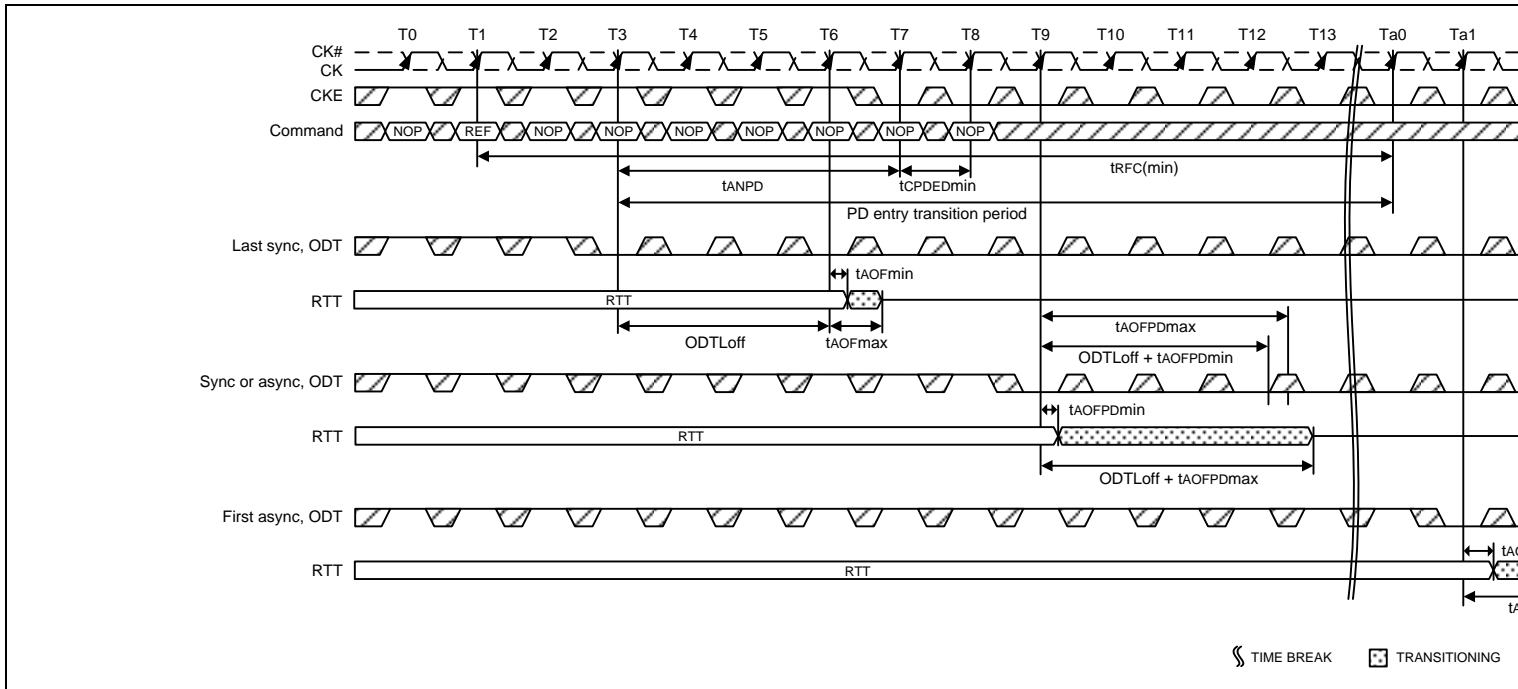 T0 T1 T2 T3 T4 T5 T6 T7 T8 T9 T10 T11 T12 T13 Ta0 Ta1
CK#
CK
CKE
Command NOP REF NOP NOP NOP NOP NOP NOP NOP
tRFC(min)
tANPD tCPDEDmin
PD entry transition period
Last sync, ODT
tAOFmin
RTT RTT
ODTLoff tAOFmax
tAOFPDmax
ODTLoff + tAOFPDmin
Sync or async, ODT
tAOFPDmin
RTT RTT
ODTLoff + tAOFPDmax
First async, ODT
RTT RTT
TIME BREAK TRANSITIONING